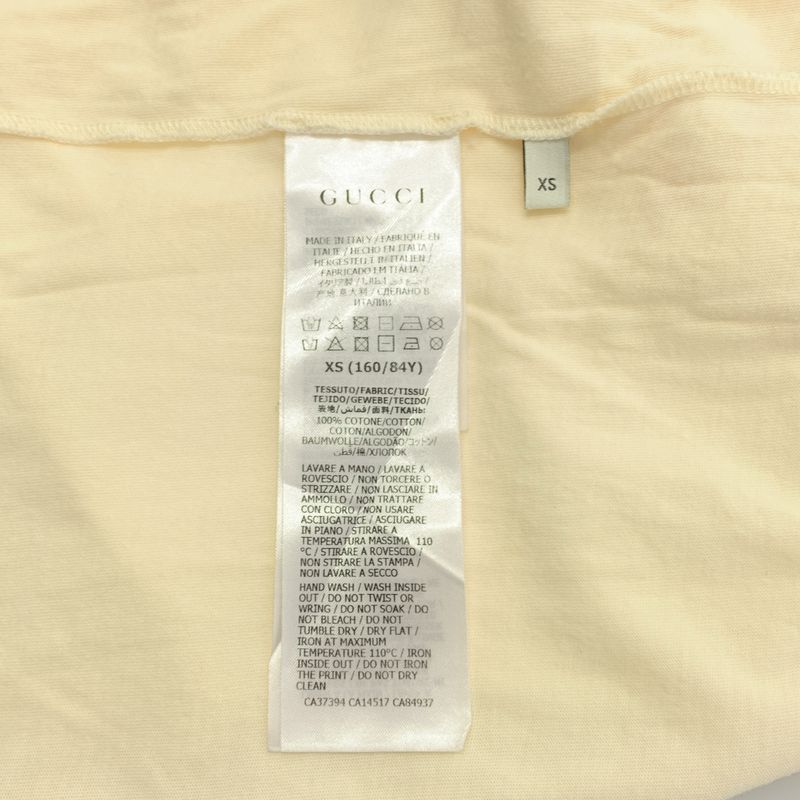 GUCCI
XS
MADE IN ITALY / FABRIQUÉ EN
ITALIE / HECHO EN ITALIA /
HERGESTELLT IN ITALIEN /
FABRICADO EM ITÁLIA /
イタリア製 /
产地 意大利 / СДЕЛАНО В
ИТАЛИИ
XS (160/84Y)
TESSUTO/FABRIC/TISSU/
TEJIDO/GEWEBE/TECIDO/
表地/قماش/面料/ТКАНЬ:
100% COTONE/COTTON/
COTON/ALGODON/
BAUMWOLLE/ALGODÃO/コットン/
قطن/棉/ХЛОПОК
LAVARE A MANO / LAVARE A
ROVESCIO / NON TORCERE O
STRIZZARE / NON LASCIARE IN
AMMOLLO / NON TRATTARE
CON CLORO / NON USARE
ASCIUGATRICE / ASCIUGARE
IN PIANO / STIRARE A
TEMPERATURA MASSIMA 110
°C / STIRARE A ROVESCIO /
NON STIRARE LA STAMPA /
NON LAVARE A SECCO
HAND WASH / WASH INSIDE
OUT / DO NOT TWIST OR
WRING / DO NOT SOAK / DO
NOT BLEACH / DO NOT
TUMBLE DRY / DRY FLAT /
IRON AT MAXIMUM
TEMPERATURE 110°C / IRON
INSIDE OUT / DO NOT IRON
THE PRINT / DO NOT DRY
CLEAN
CA37394 CA14517 CA84937